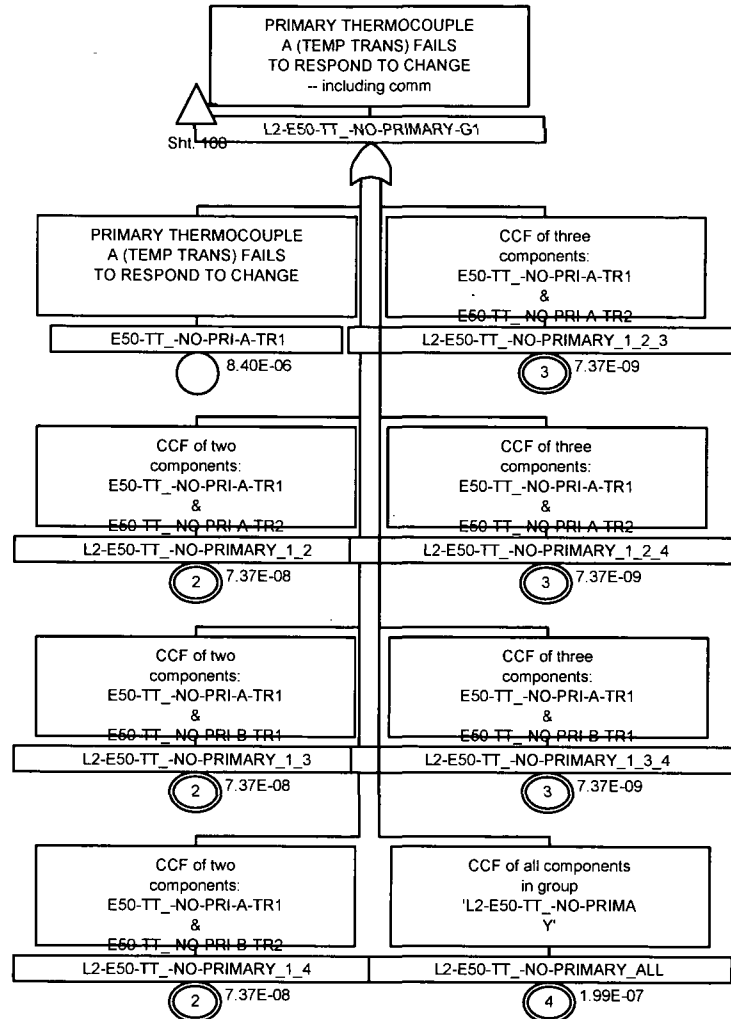 PRIMARY THERMOCOUPLE
A (TEMP TRANS) FAILS
TO RESPOND TO CHANGE
-- including comm
L2-E50-TT_-NO-PRIMARY-G1
Sht. 100
PRIMARY THERMOCOUPLE
A (TEMP TRANS) FAILS
TO RESPOND TO CHANGE
E50-TT_-NO-PRI-A-TR1
8.40E-06
CCF of three
components:
E50-TT_-NO-PRI-A-TR1
&
E50-TT_ NO PRI-A-TR2
L2-E50-TT_-NO-PRIMARY_1_2_3
3
7.37E-09
CCF of two
components:
E50-TT_-NO-PRI-A-TR1
&
E50-TT_ NO PRI-A-TR2
L2-E50-TT_-NO-PRIMARY_1_2
2
7.37E-08
CCF of three
components:
E50-TT_-NO-PRI-A-TR1
&
E50-TT_ NO PRI-A-TR2
L2-E50-TT_-NO-PRIMARY_1_2_4
3
7.37E-09
CCF of two
components:
E50-TT_-NO-PRI-A-TR1
&
E50-TT_ NO PRI-B-TR1
L2-E50-TT_-NO-PRIMARY_1_3
2
7.37E-08
CCF of three
components:
E50-TT_-NO-PRI-A-TR1
&
E50-TT_ NO PRI-B-TR1
L2-E50-TT_-NO-PRIMARY_1_3_4
3
7.37E-09
CCF of two
components:
E50-TT_-NO-PRI-A-TR1
&
E50-TT_ NO PRI-B-TR2
L2-E50-TT_-NO-PRIMARY_1_4
2
7.37E-08
CCF of all components
in group
'L2-E50-TT_-NO-PRIMA
Y'
L2-E50-TT_-NO-PRIMARY_ALL
4
1.99E-07